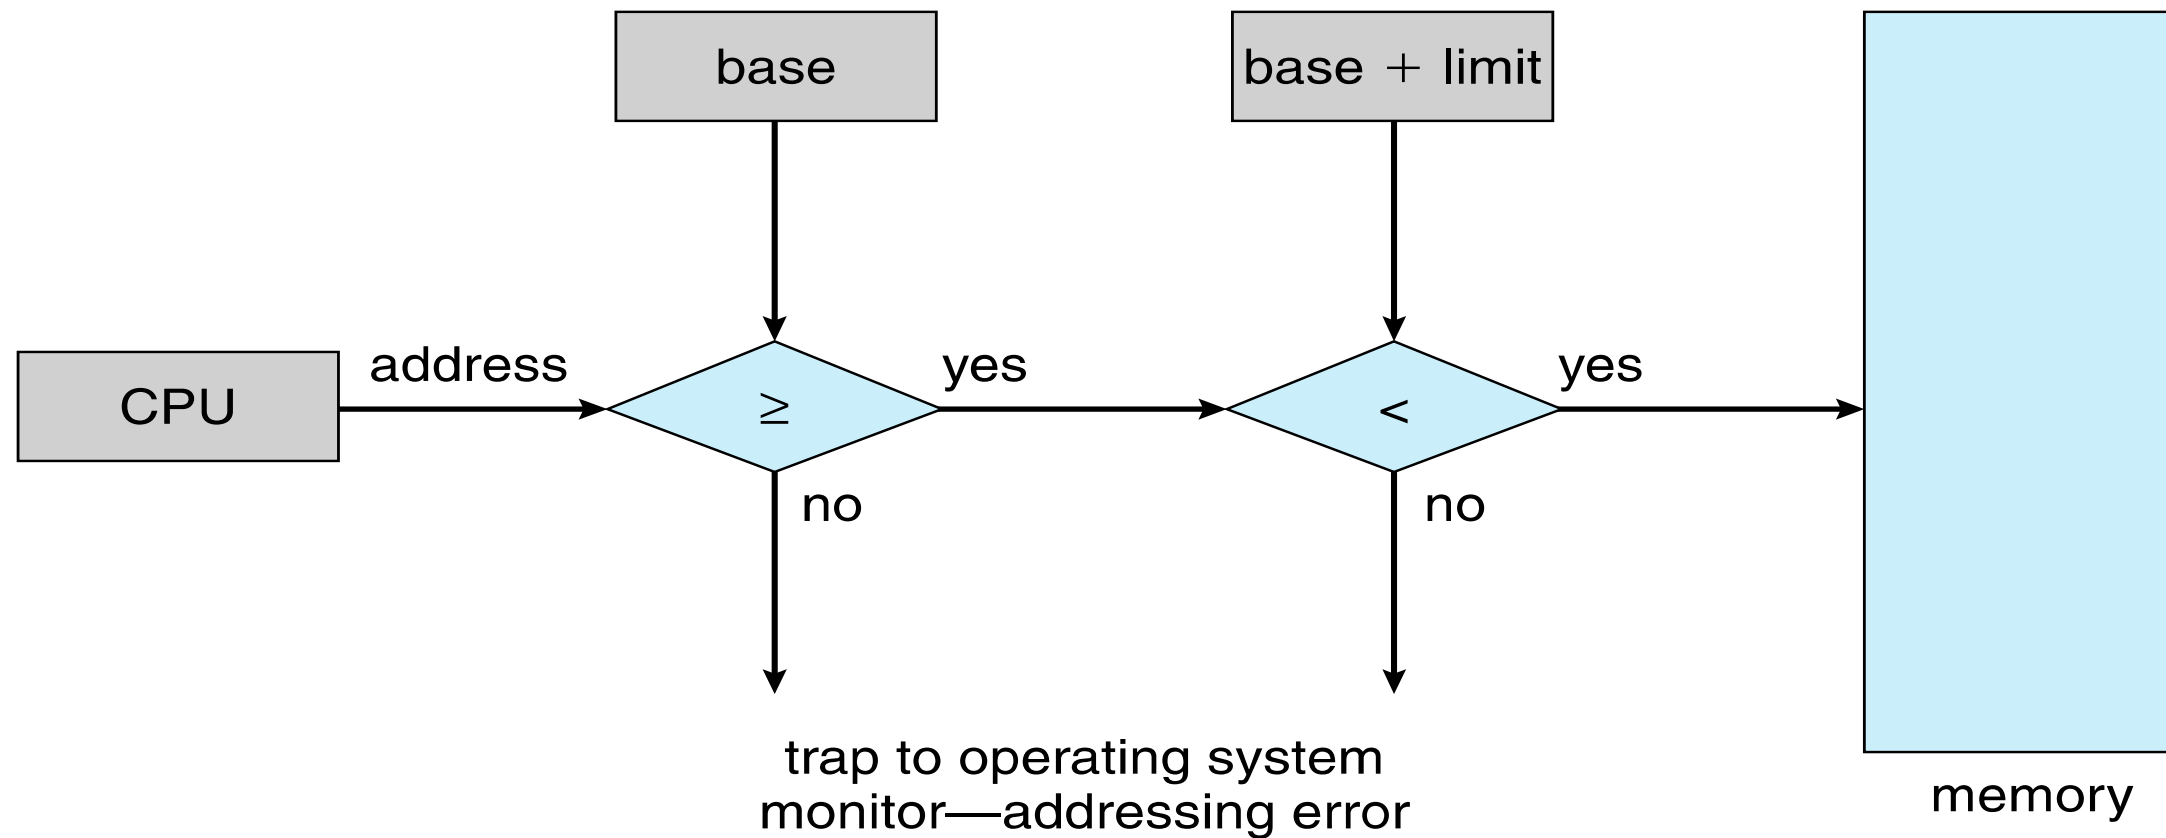 base
base + limit
CPU
address
≥
yes
<
yes
no
no
trap to operating system
monitor—addressing error
memory